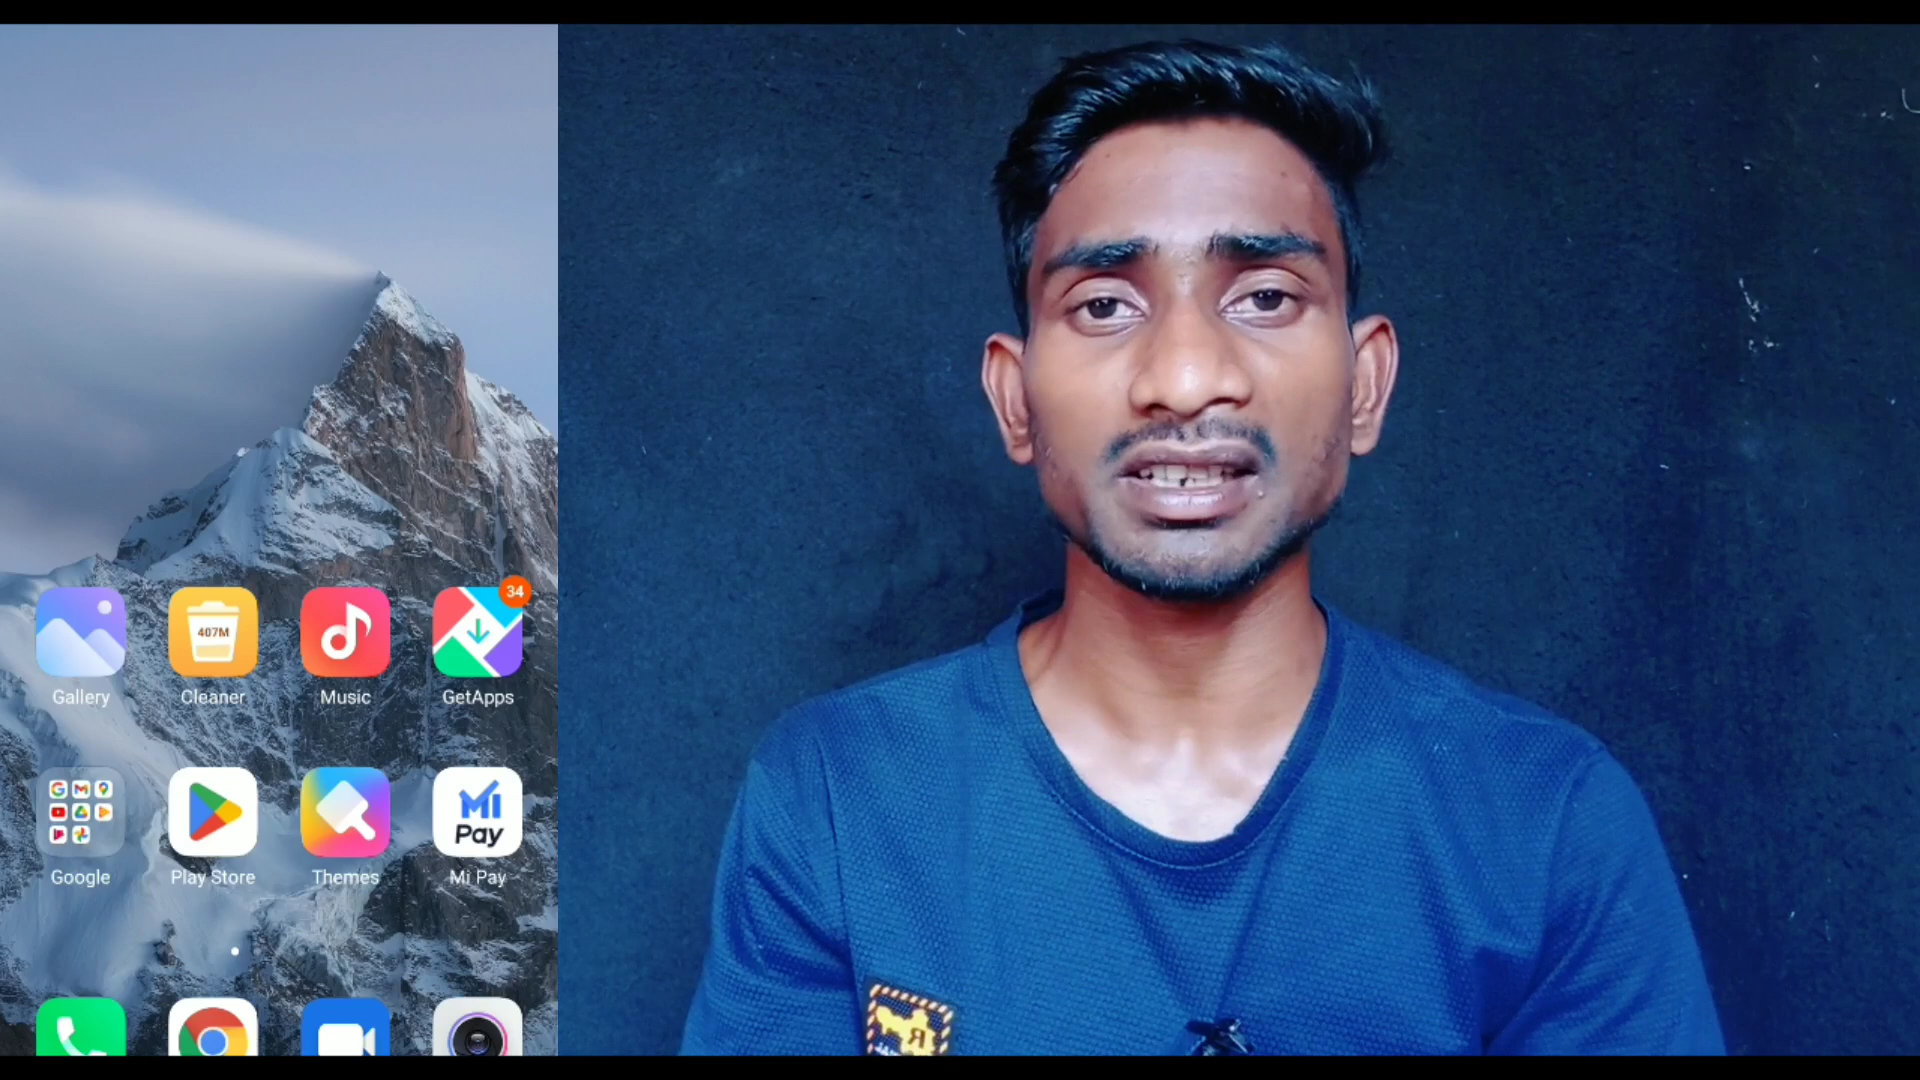 34
407M
Gallery Cleaner Music GetApps
mi
Pay
Google Play Store Themes Mi Pay